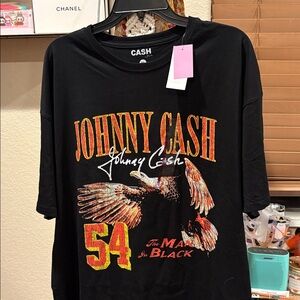 CHANEL
CASH
JOHNNY CASH
Johnny Cash
54
The MAN
In BLACK